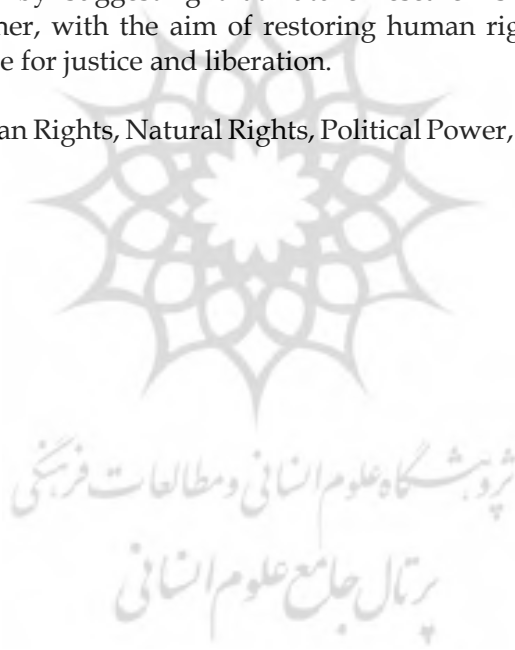 ner, with the aim of restoring human rig
e for justice and liberation.
an Rights, Natural Rights, Political Power,
پژوهشگاه علوم انسانی و مطالعات فرهنگی
پرتال جامع علوم انسانی